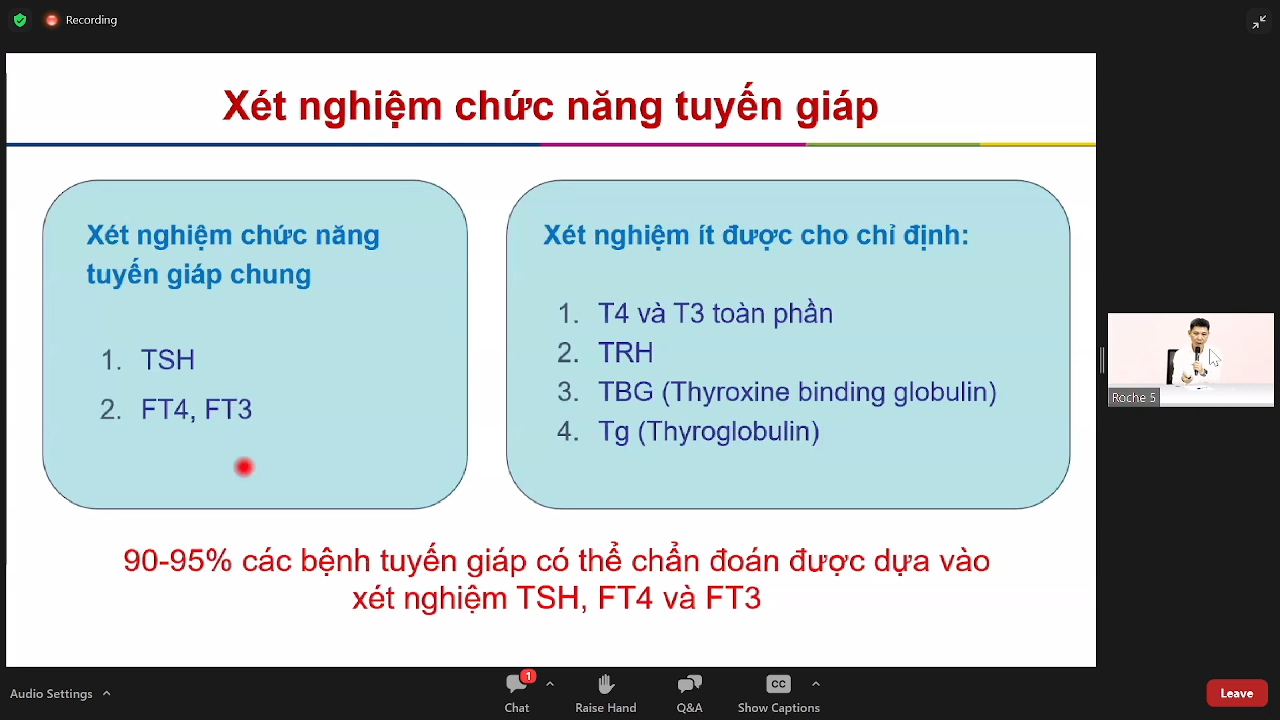 Recording
Xét nghiệm chức năng tuyến giáp
Xét nghiệm chức năng
tuyến giáp chung
1. TSH
2. FT4, FT3
Xét nghiệm ít được cho chỉ định:
1. T4 và T3 toàn phần
2. TRH
3. TBG (Thyroxine binding globulin)
4. Tg (Thyroglobulin)
90-95% các bệnh tuyến giáp có thể chẩn đoán được dựa vào
xét nghiệm TSH, FT4 và FT3
Roche 5
Audio Settings
1
Chat
Raise Hand
Q&A
CC
Show Captions
Leave